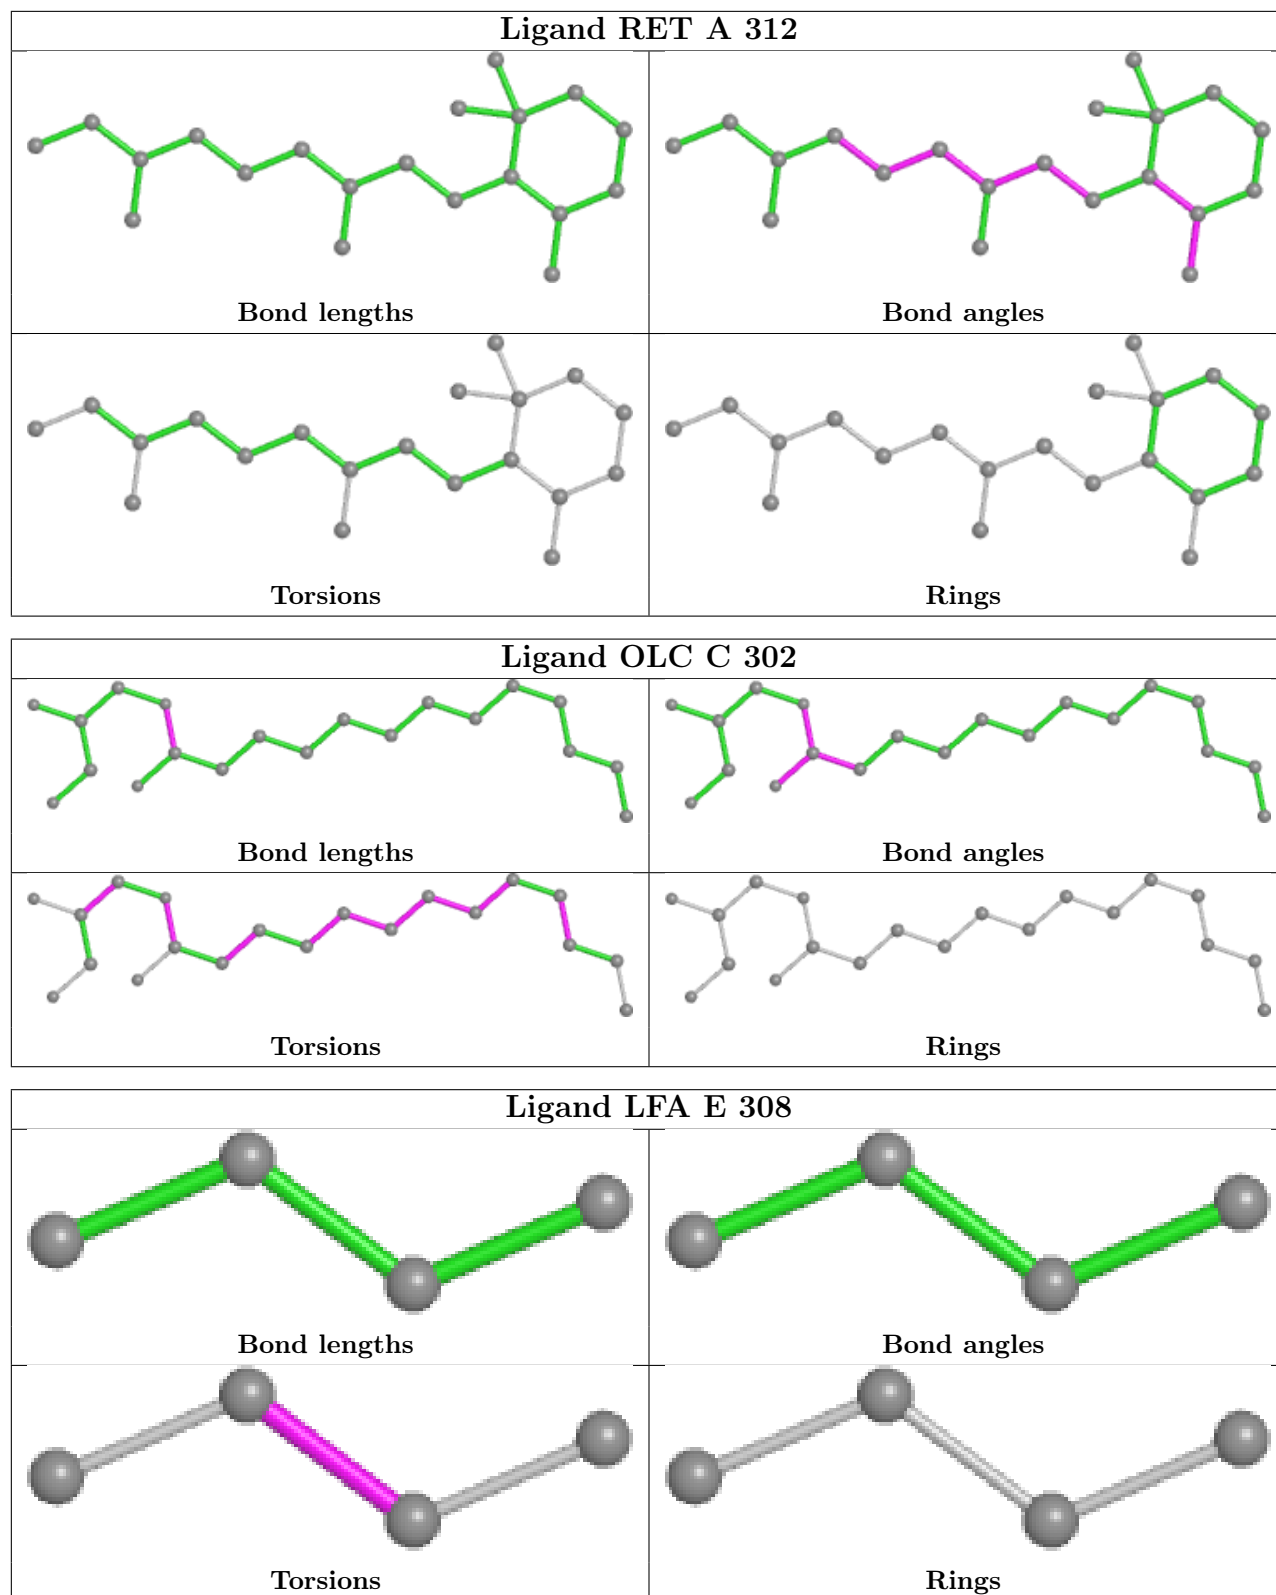 Ligand RET A 312
Bond lengths
Bond angles
Torsions
Rings
Ligand OLC C 302
Bond lengths
Bond angles
Torsions
Rings
Ligand LFA E 308
Bond lengths
Bond angles
Torsions
Rings